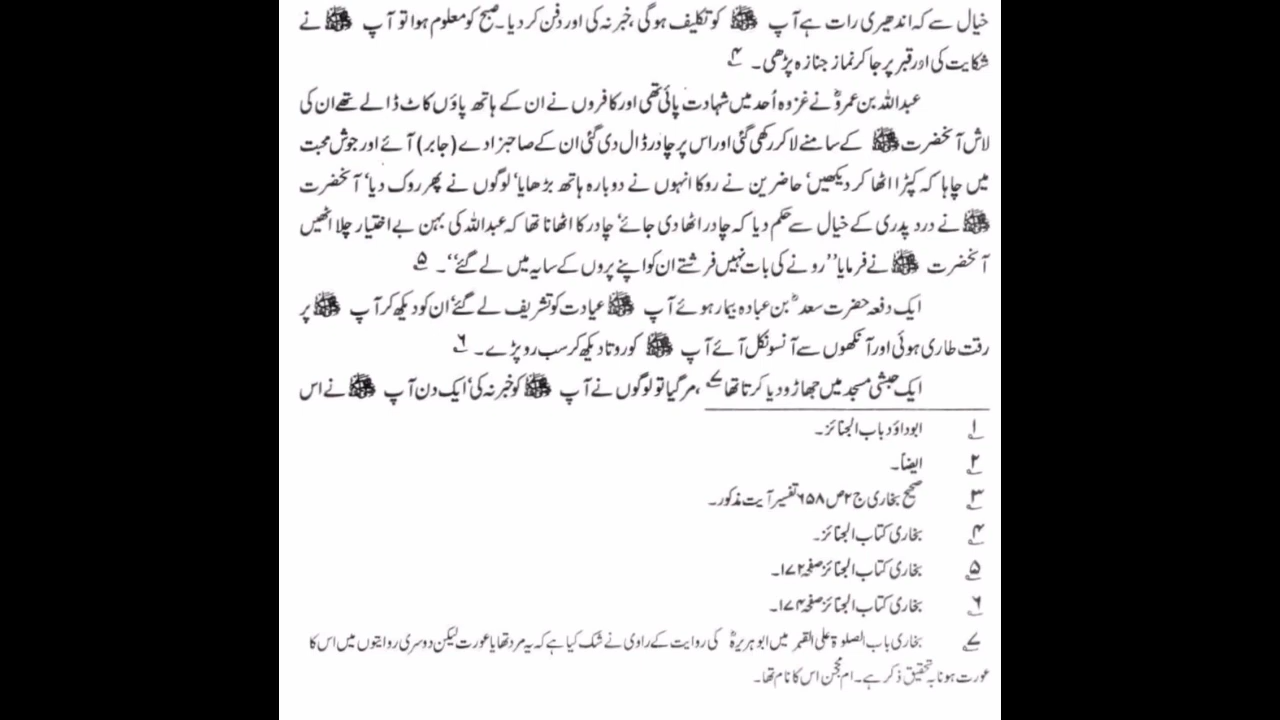 خیال سے کہ اندھیری رات ہے آپ ﷺ کو تکلیف ہوگی، خبر نہ کی اور دفن کر دیا۔ صبح کو معلوم ہوا تو آپ ﷺ نے
شکایت کی اور قبر پر جا کر نماز جنازہ پڑھی۔ ۴
عبداللہ بن عمروؓ نے غزوہ اُحد میں شہادت پائی تھی اور کافروں نے ان کے ہاتھ پاؤں کاٹ ڈالے تھے ان کی
لاش آنحضرت ﷺ کے سامنے لا کر رکھی گئی اور اس پر چادر ڈال دی گئی ان کے صاحبزادے (جابر) آئے اور جوش محبت
میں چاہا کہ کپڑا اٹھا کر دیکھیں‘ حاضرین نے روکا انہوں نے دوبارہ ہاتھ بڑھایا‘ لوگوں نے پھر روک دیا‘ آنحضرت
ﷺ نے درد پدری کے خیال سے حکم دیا کہ چادر اٹھا دی جائے‘ چادر کا اٹھانا تھا کہ عبداللہ کی بہن بے اختیار چلا اٹھیں
آنحضرت ﷺ نے فرمایا ’’رونے کی بات نہیں فرشتے ان کو اپنے پروں کے سایہ میں لے گئے‘‘۔ ۵
ایک دفعہ حضرت سعدؓ بن عبادہ بیمار ہوئے آپ ﷺ عیادت کو تشریف لے گئے‘ ان کو دیکھ کر آپ ﷺ پر
رقت طاری ہوئی اور آنکھوں سے آنسو نکل آئے آپ ﷺ کو روتا دیکھ کر سب رو پڑے۔ ۶
ایک حبشی مسجد میں جھاڑو دیا کرتا تھا ۷، مر گیا تو لوگوں نے آپ ﷺ کو خبر نہ کی‘ ایک دن آپ ﷺ نے اس
۱ ابوداؤد باب الجنائز۔
۲ ایضاً۔
۳ صحیح بخاری ج ۲ ص ۶۵۸ تفسیر آیت مذکور۔
۴ بخاری کتاب الجنائز۔
۵ بخاری کتاب الجنائز صفحہ ۱۷۲۔
۶ بخاری کتاب الجنائز صفحہ ۱۷۴۔
۷ بخاری باب الصلوۃ علی القبر میں ابوہریرہؓ کی روایت کے راوی نے شک کیا ہے کہ یہ مرد تھا یا عورت لیکن دوسری روایتوں میں اس کا
عورت ہونا بہ تحقیق ذکر ہے۔ ام محجن اس کا نام تھا۔